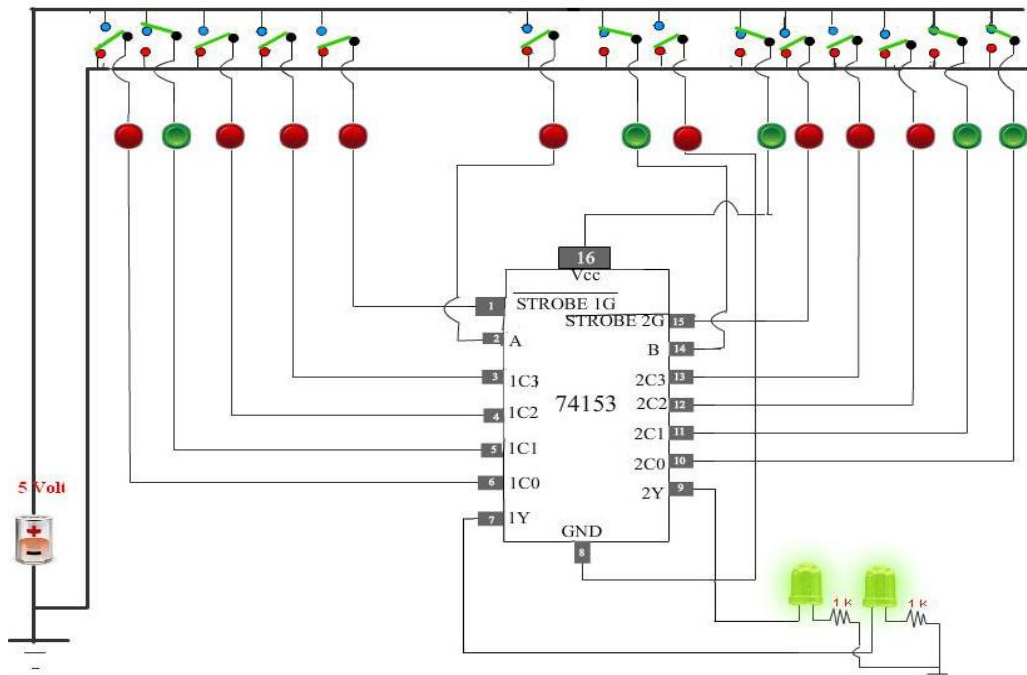 16
Vcc
1 STROBE 1G
STROBE 2G 15
2 A
B 14
3 1C3
2C3 13
74153
4 1C2
2C2 12
5 1C1
2C1 11
6 1C0
2C0 10
7 1Y
2Y 9
GND
8
5 Volt
+
-
1 k
1 k